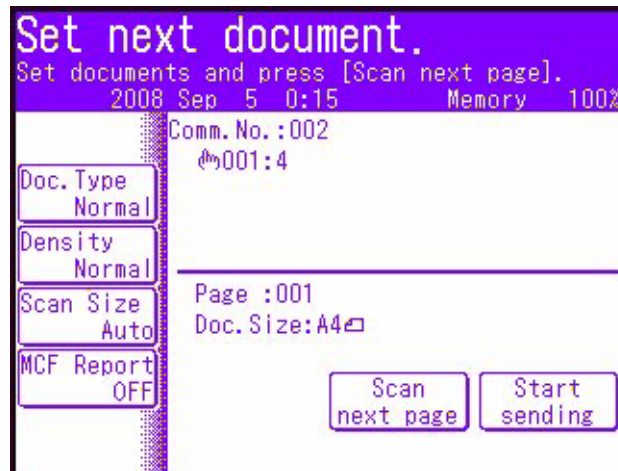 Set next document.
Set documents and press [Scan next page].
2008 Sep 5 0:15 Memory 100%
Comm. No. :002
001:4
Doc. Type
Normal
Density
Normal
Scan Size
Auto
MCF Report
OFF
Page :001
Doc. Size:A4
Scan
next page
Start
sending